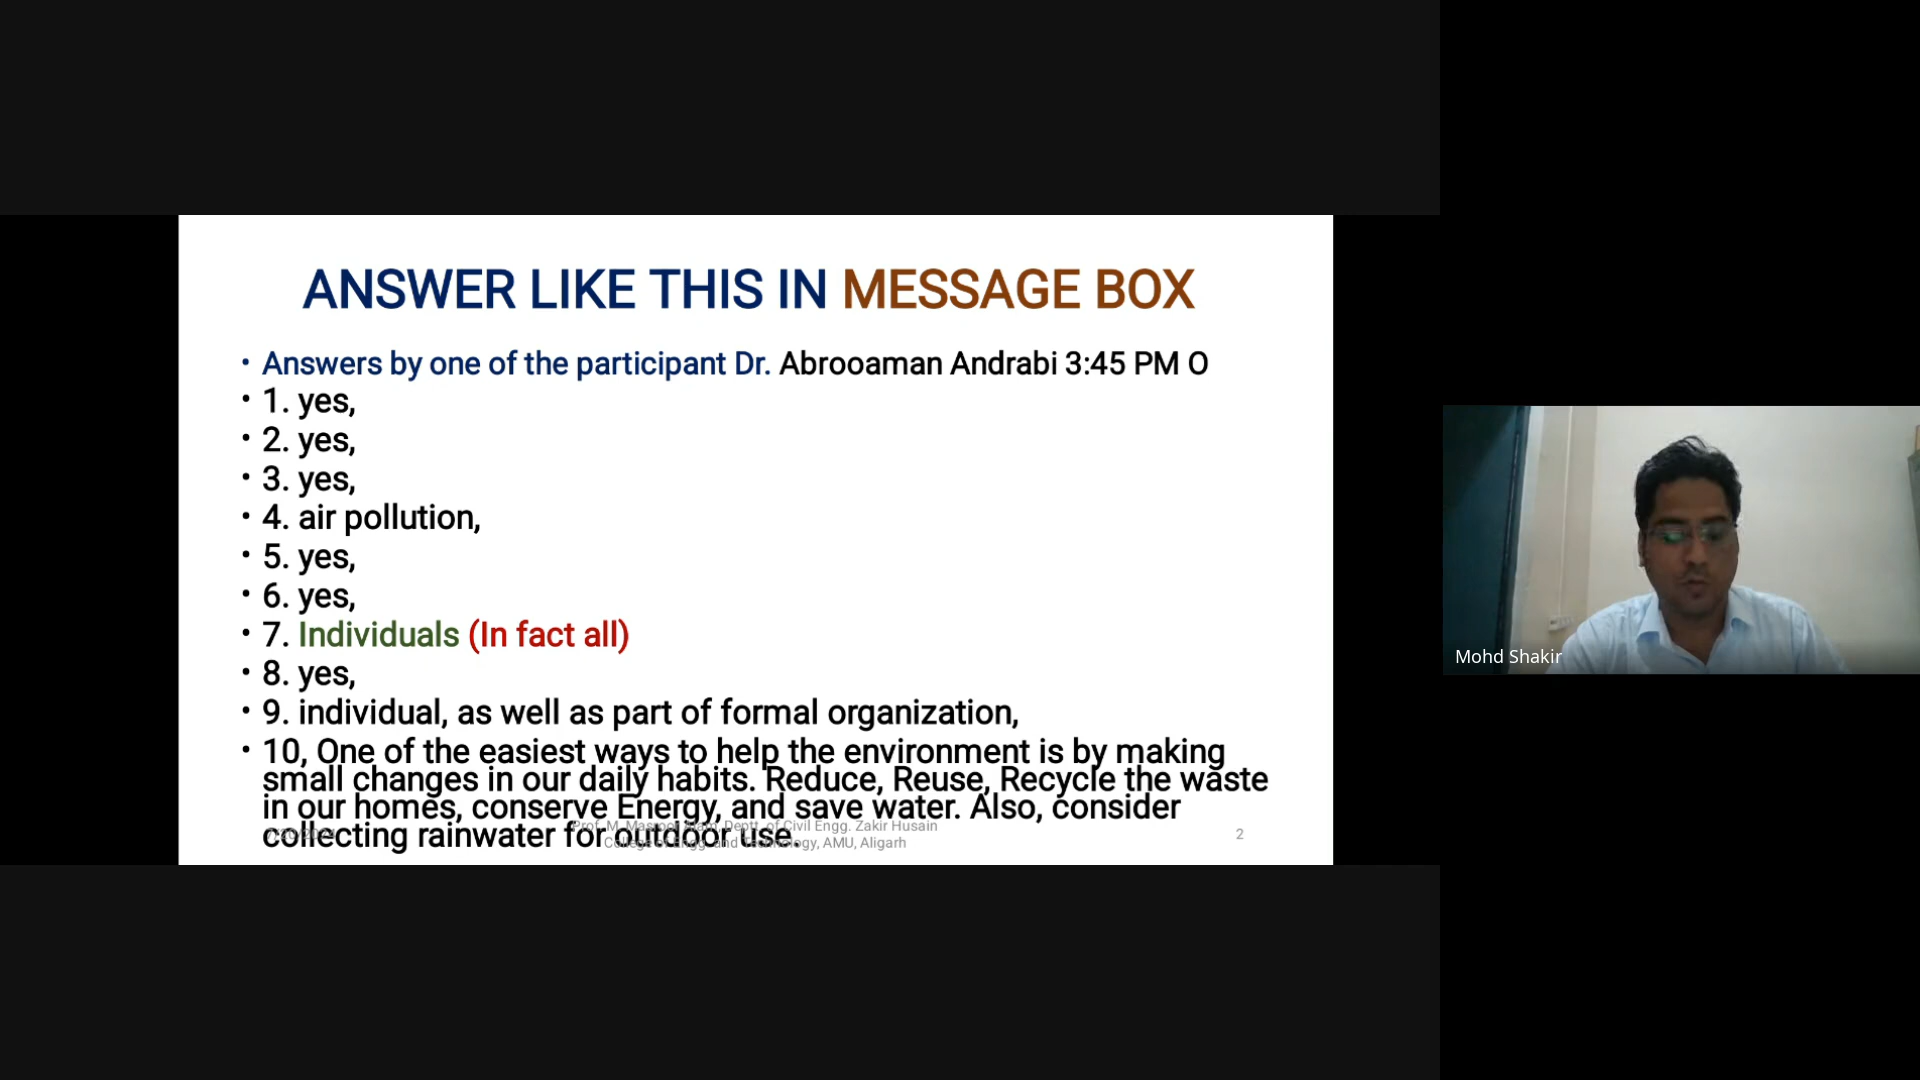 ANSWER LIKE THIS IN MESSAGE BOX
• Answers by one of the participant Dr. Abrooaman Andrabi 3:45 PM O
• 1. yes,
• 2. yes,
• 3. yes,
• 4. air pollution,
• 5. yes,
• 6. yes,
• 7. Individuals (In fact all)
• 8. yes,
• 9. individual, as well as part of formal organization,
• 10, One of the easiest ways to help the environment is by making
small changes in our daily habits. Reduce, Reuse, Recycle the waste
in our homes, conserve Energy, and save water. Also, consider
collecting rainwater for outdoor use.
Prof. M. Masroor Alam, Deptt. of Civil Engg. Zakir Husain
College of Engg. and Technology, AMU, Aligarh
2
Mohd Shakir